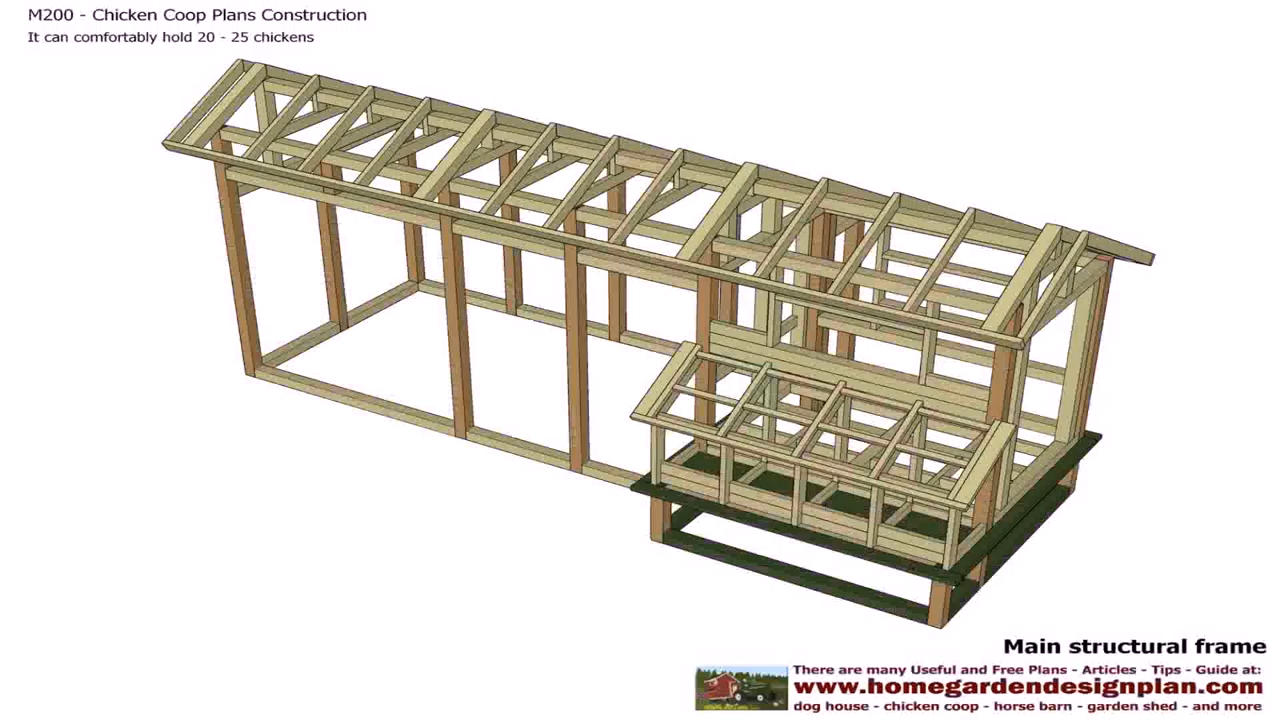 M200 - Chicken Coop Plans Construction
It can comfortably hold 20 - 25 chickens
Main structural frame
There are many Useful and Free Plans - Articles - Tips - Guide at:
www.homegardendesignplan.com
dog house - chicken coop - horse barn - garden shed - and more